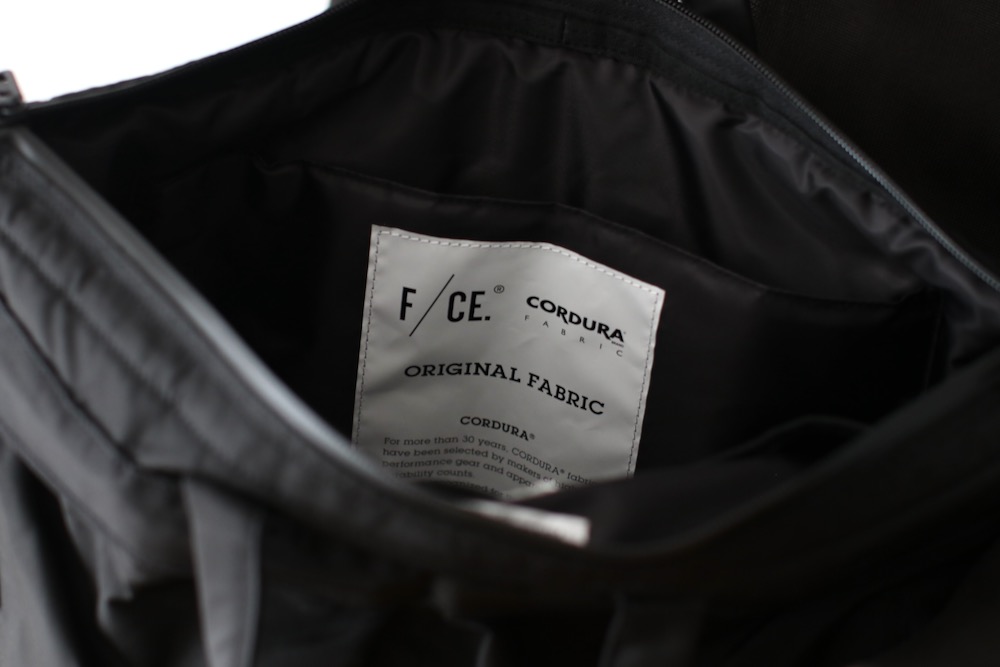 F/CE.®
CORDURA
FABRIC
ORIGINAL FABRIC
CORDURA®
For more than 30 years, CORDURA®
have been selected by makers
performance gear and
counts.